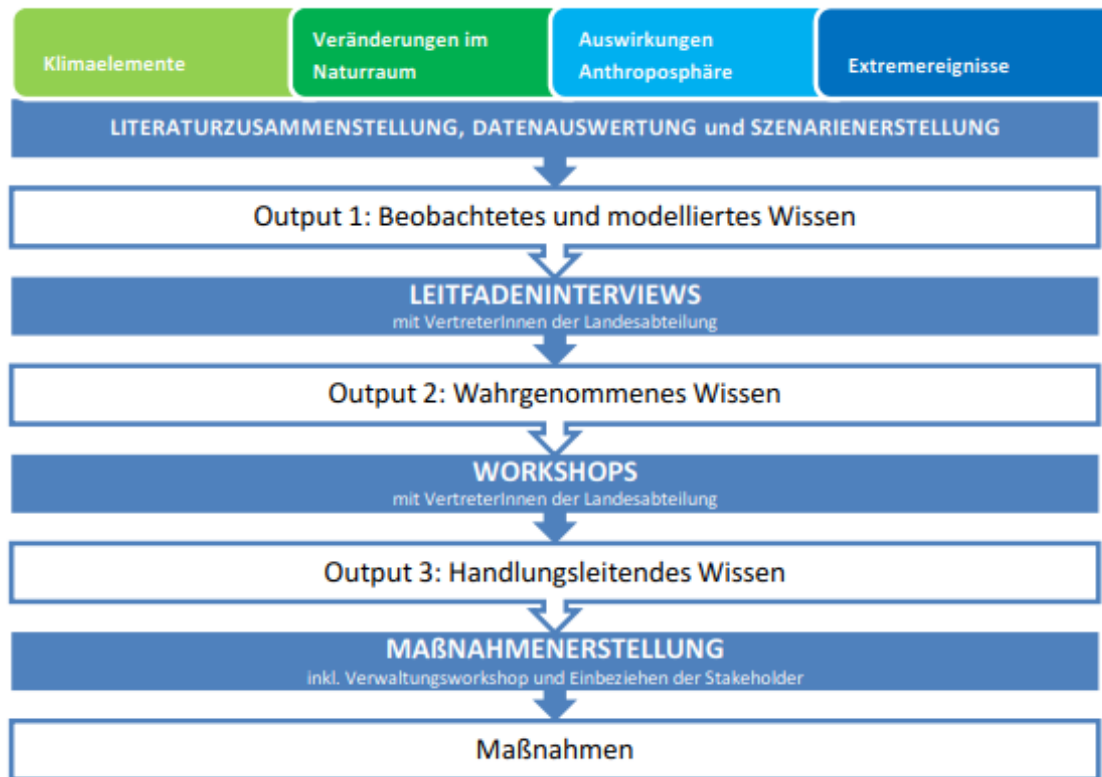 Klimaelemente
Veränderungen im
Naturraum
Auswirkungen
Anthroposphäre
Extremereignisse
LITERATURZUSAMMENSTELLUNG, DATENAUSWERTUNG und SZENARIENERSTELLUNG
Output 1: Beobachtetes und modelliertes Wissen
LEITFADENINTERVIEWS
mit VertreterInnen der Landesabteilung
Output 2: Wahrgenommenes Wissen
WORKSHOPS
mit VertreterInnen der Landesabteilung
Output 3: Handlungsleitendes Wissen
MAßNAHMENERSTELLUNG
inkl. Verwaltungsworkshop und Einbeziehen der Stakeholder
Maßnahmen